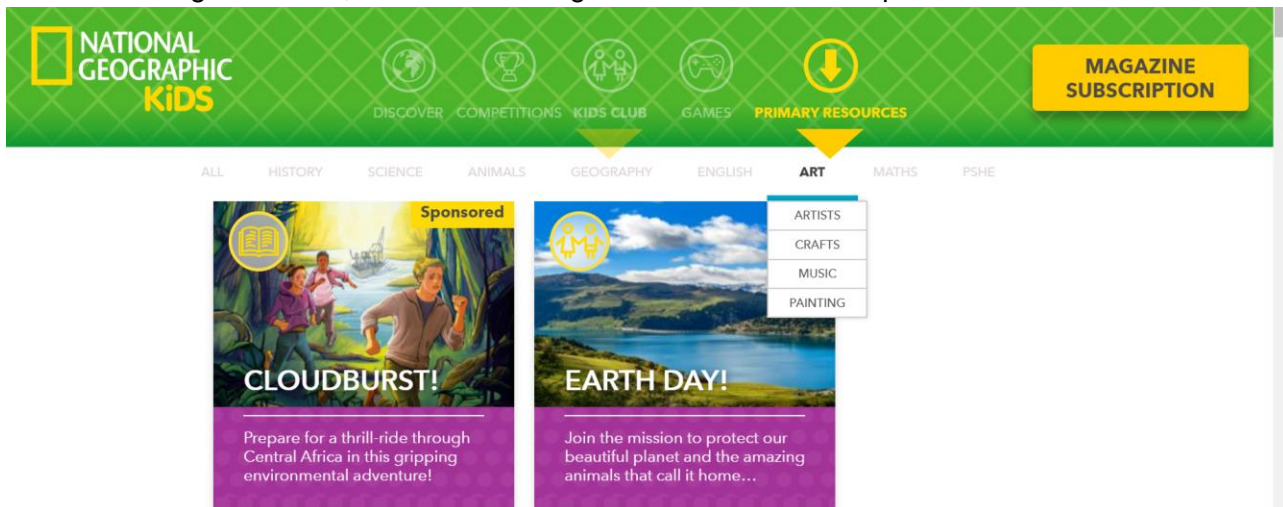 NATIONAL
GEOGRAPHIC
KiDS
DISCOVER COMPETITIONS KIDS CLUB GAMES PRIMARY RESOURCES
MAGAZINE
SUBSCRIPTION
ALL HISTORY SCIENCE ANIMALS GEOGRAPHY ENGLISH ART MATHS PSHE
ARTISTS
CRAFTS
MUSIC
PAINTING
Sponsored
CLOUDBURST!
Prepare for a thrill-ride through
Central Africa in this gripping
environmental adventure!
EARTH DAY!
Join the mission to protect our
beautiful planet and the amazing
animals that call it home...